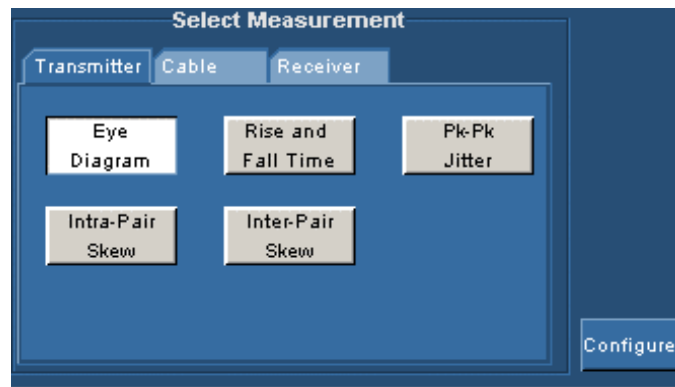 Select Measurement
Transmitter Cable Receiver
Eye
Diagram
Rise and
Fall Time
Pk-Pk
Jitter
Intra-Pair
Skew
Inter-Pair
Skew
Configure